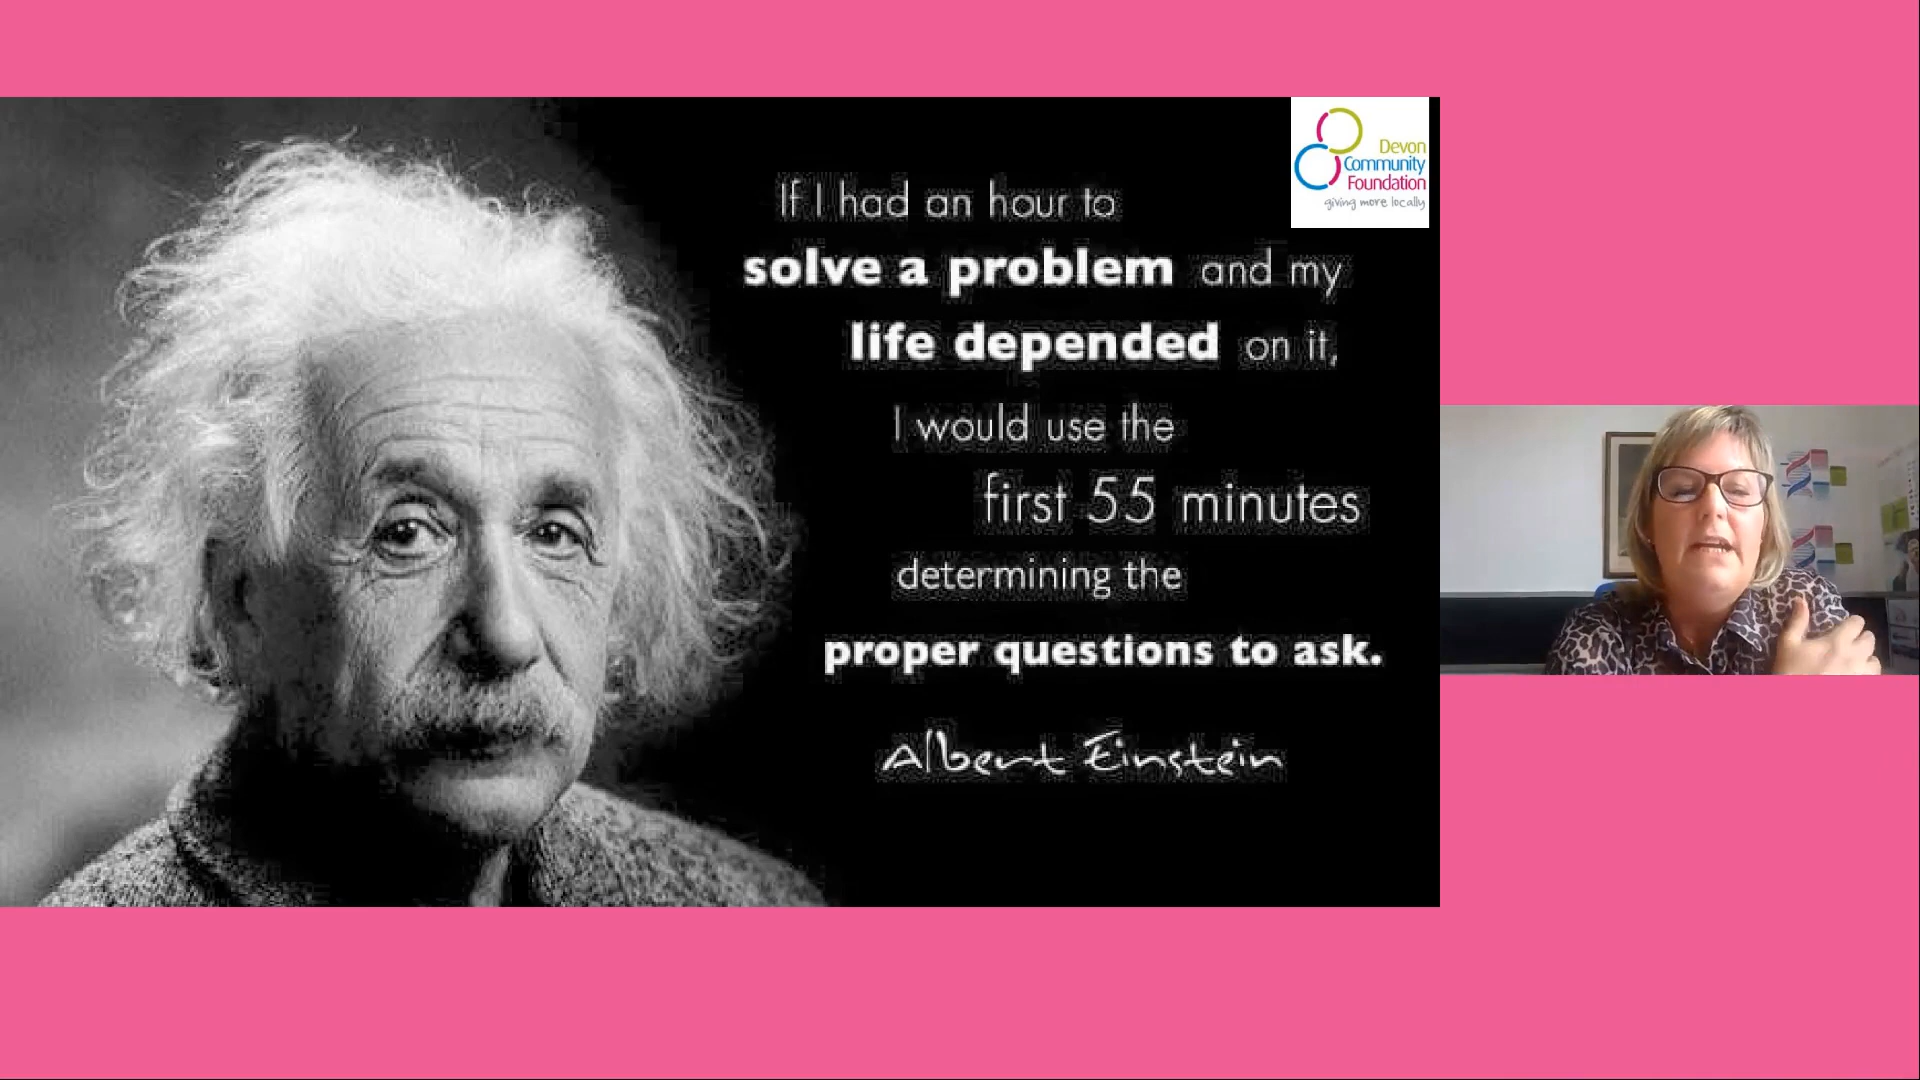 If I had an hour to
solve a problem and my
life depended on it,
I would use the
first 55 minutes
determining the
proper questions to ask.
Albert Einstein
Devon
Community
Foundation
giving more locally